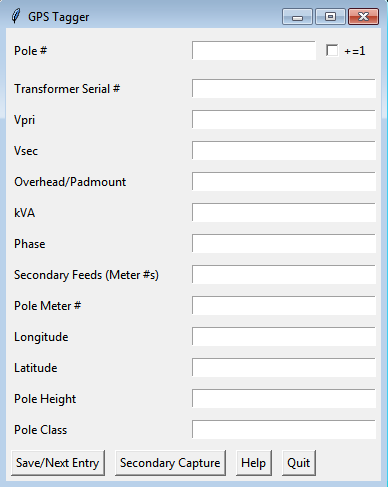 GPS Tagger
Pole # +=1
Transformer Serial #
Vpri
Vsec
Overhead/Padmount
kVA
Phase
Secondary Feeds (Meter #s)
Pole Meter #
Longitude
Latitude
Pole Height
Pole Class
Save/Next Entry Secondary Capture Help Quit